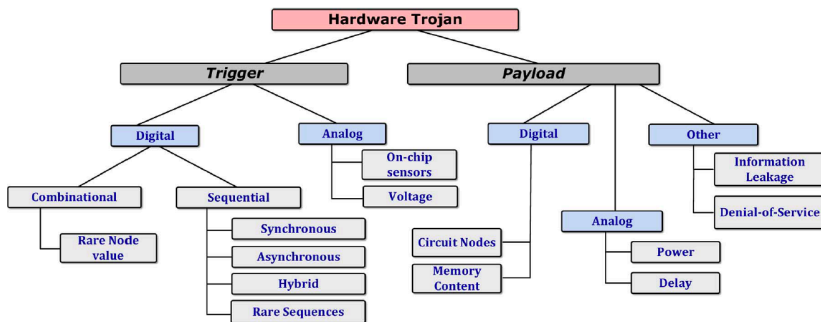 Hardware Trojan
Trigger
Payload
Digital
Analog
Digital
Other
On-chip
sensors
Voltage
Information
Leakage
Denial-of-Service
Combinational
Sequential
Rare Node
value
Synchronous
Asynchronous
Hybrid
Rare Sequences
Circuit Nodes
Memory
Content
Analog
Power
Delay